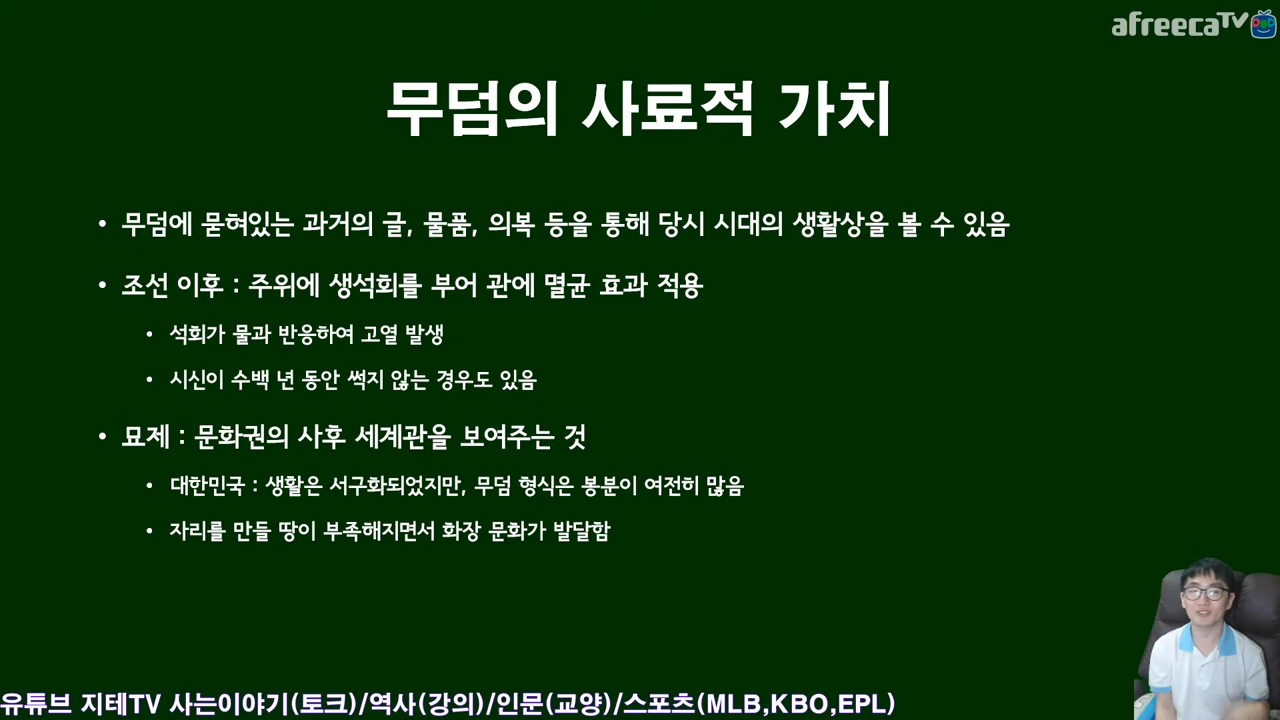 afreecaTV
무덤의 사료적 가치
• 무덤에 묻혀있는 과거의 글, 물품, 의복 등을 통해 당시 시대의 생활상을 볼 수 있음
• 조선 이후 : 주위에 생석회를 부어 관에 멸균 효과 적용
• 석회가 물과 반응하여 고열 발생
• 시신이 수백 년 동안 썩지 않는 경우도 있음
• 묘제 : 문화권의 사후 세계관을 보여주는 것
• 대한민국 : 생활은 서구화되었지만, 무덤 형식은 봉분이 여전히 많음
• 자리를 만들 땅이 부족해지면서 화장 문화가 발달함
유튜브 지테TV 사는이야기(토크)/역사(강의)/인문(교양)/스포츠(MLB,KBO,EPL)